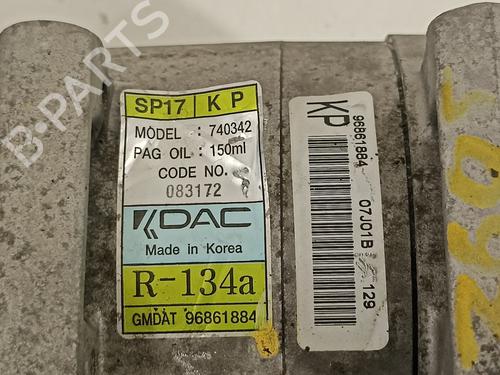 B-PARTS
SP17 K P
MODEL : 740342
PAG OIL : 150ml
CODE NO.
083172
DAC
Made in Korea
R-134a
GMDAT 96861884
KP
96861884
07J01B
129